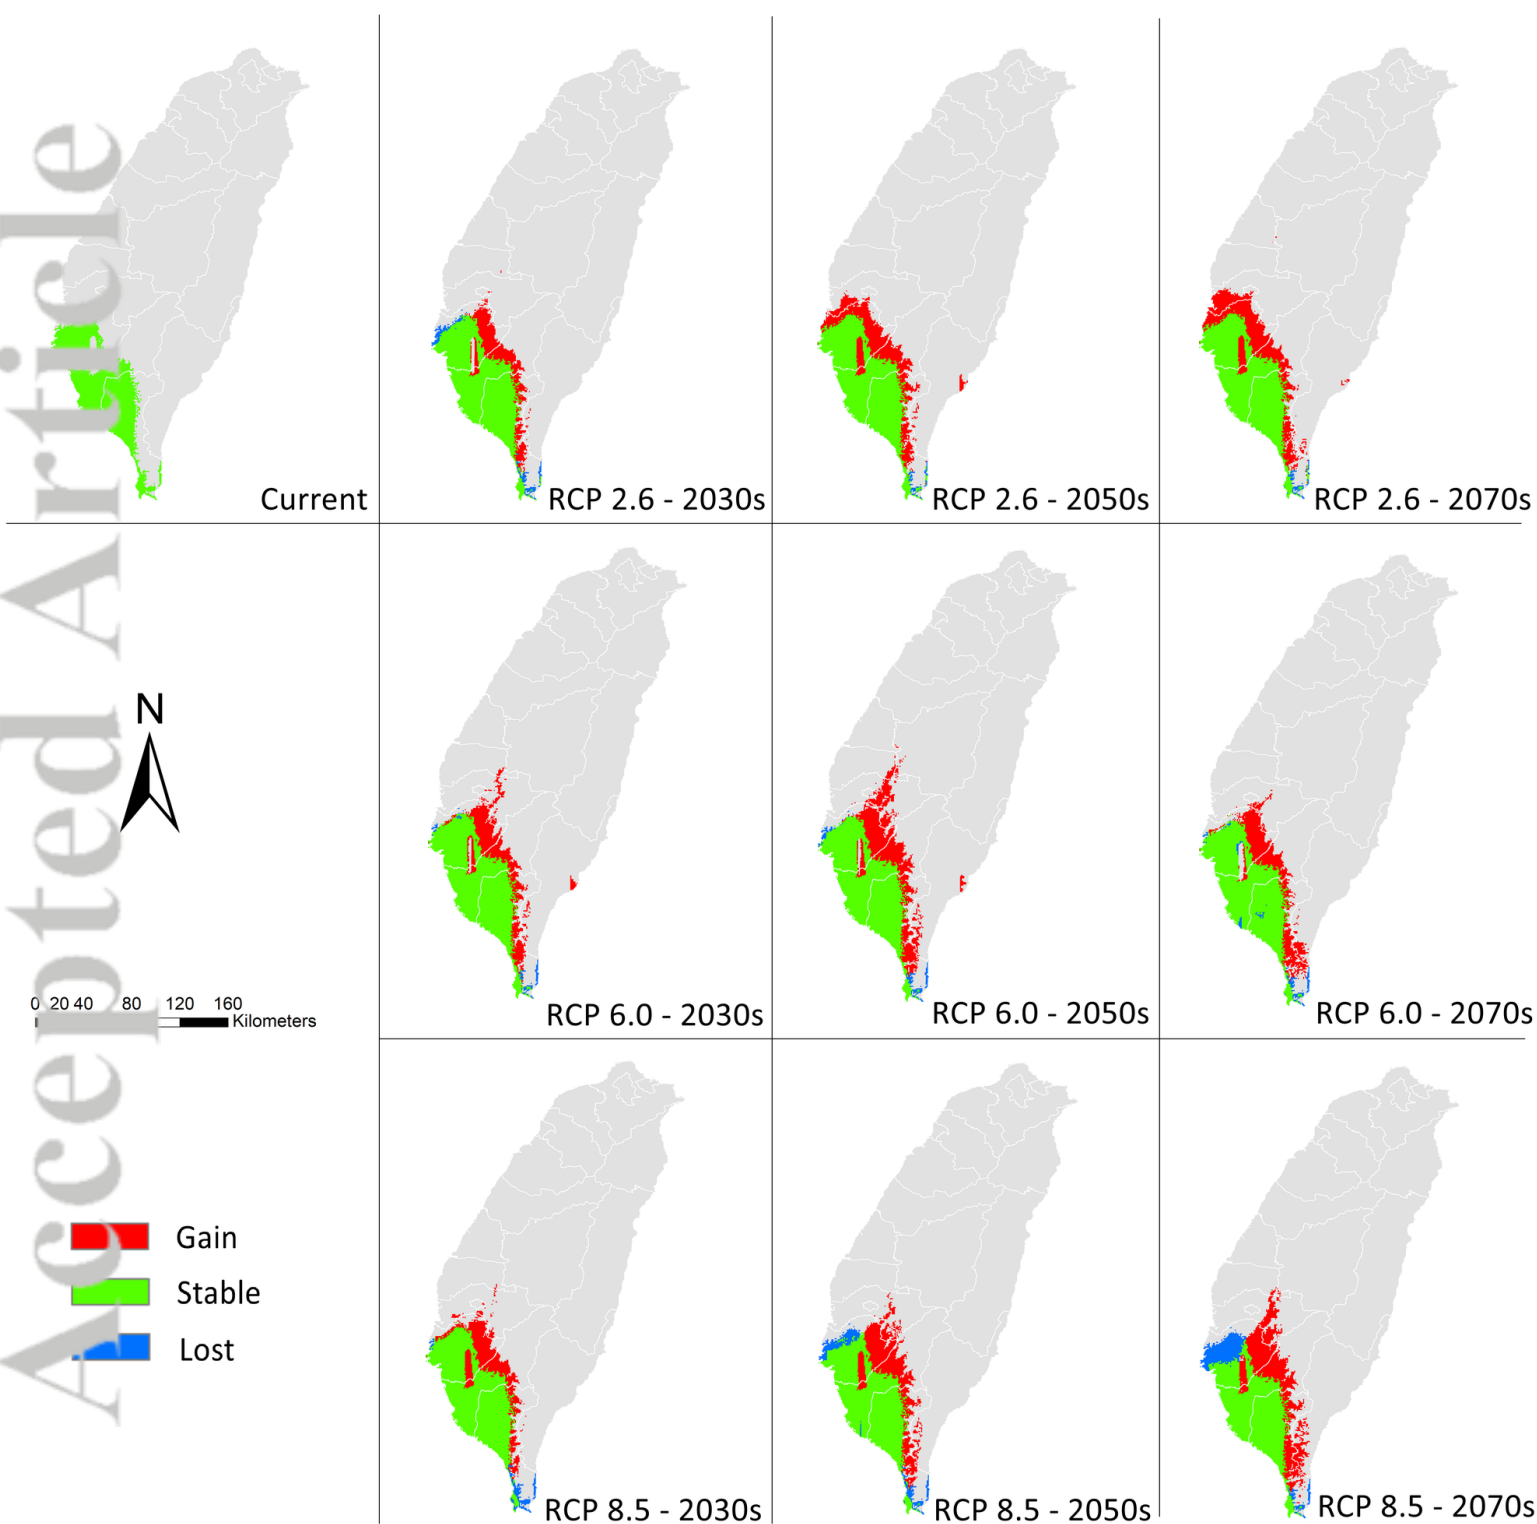 Accepted Article
Current
RCP 2.6 - 2030s
RCP 2.6 - 2050s
RCP 2.6 - 2070s
N
RCP 6.0 - 2030s
RCP 6.0 - 2050s
RCP 6.0 - 2070s
0 20 40 80 120 160
Kilometers
Gain
Stable
Lost
RCP 8.5 - 2030s
RCP 8.5 - 2050s
RCP 8.5 - 2070s